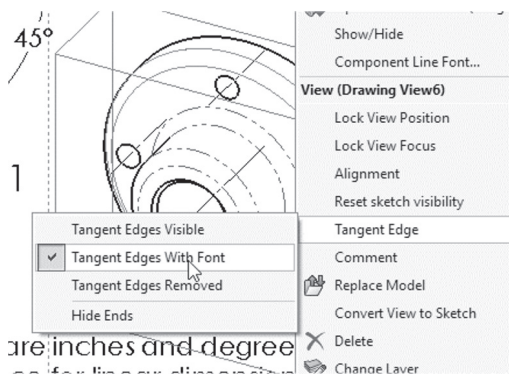 45°
Show/Hide
Component Line Font...
View (Drawing View6)
Lock View Position
Lock View Focus
Alignment
Reset sketch visibility
1
Tangent Edge
Tangent Edges Visible
Tangent Edges With Font
Tangent Edges Removed
Hide Ends
Comment
Replace Model
Convert View to Sketch
Delete
Change Layer
are inches and degree